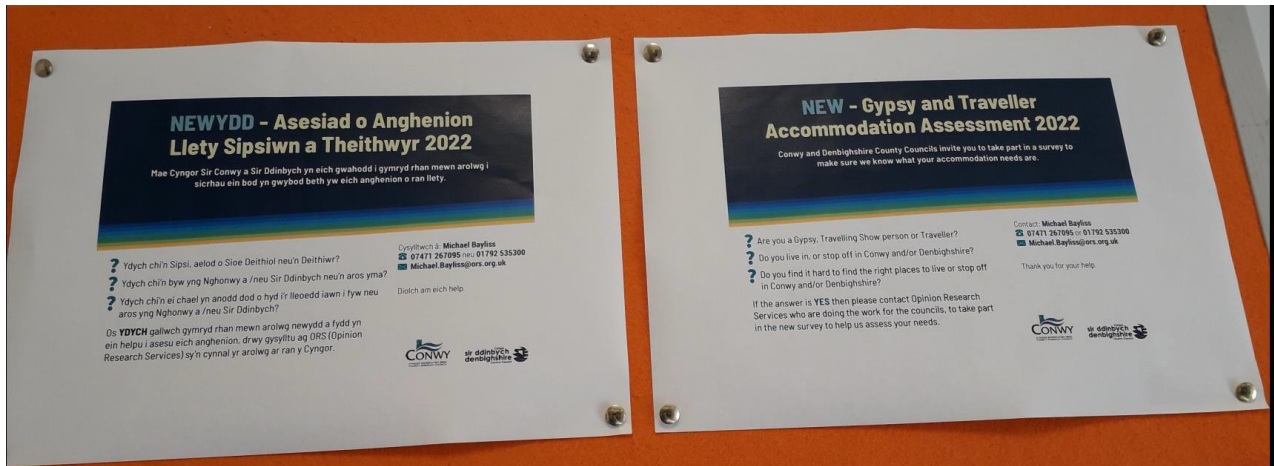 NEWYDD - Asesiad o Anghenion
Llety Sipsiwn a Theithwyr 2022
Mae Cyngor Sir Conwy a Sir Ddinbych yn eich gwahodd i gymryd rhan mewn arolwg i
sicrhau ein bod yn gwybod beth yw eich anghenion o ran llety.
? Ydych chi'n Sipsi, aelod o Sioe Deithiol neu'n Deithiwr?
? Ydych chi'n byw yng Nghonwy a /neu Sir Ddinbych neu'n aros yma?
? Ydych chi'n ei chael yn anodd dod o hyd i'r lleoedd iawn i fyw neu
aros yng Nghonwy a /neu Sir Ddinbych?
Os YDYCH gallwch gymryd rhan mewn arolwg newydd a fydd yn
ein helpu i asesu eich anghenion, drwy gysylltu ag ORS (Opinion
Research Services) sy'n cynnal yr arolwg ar ran y Cyngor.
Cysylltwch â: Michael Bayliss
07471 267095 neu 01792 535300
Michael.Bayliss@ors.org.uk
Diolch am eich help.
CONWY
sir ddinbych
denbighshire
NEW - Gypsy and Traveller
Accommodation Assessment 2022
Conwy and Denbighshire County Councils invite you to take part in a survey to
make sure we know what your accommodation needs are.
? Are you a Gypsy, Travelling Show person or Traveller?
? Do you live in, or stop off in Conwy and/or Denbighshire?
? Do you find it hard to find the right places to live or stop off
in Conwy and/or Denbighshire?
If the answer is YES then please contact Opinion Research
Services who are doing the work for the councils, to take part
in the new survey to help us assess your needs.
Contact: Michael Bayliss
07471 267095 or 01792 535300
Michael.Bayliss@ors.org.uk
Thank you for your help.
CONWY
sir ddinbych
denbighshire